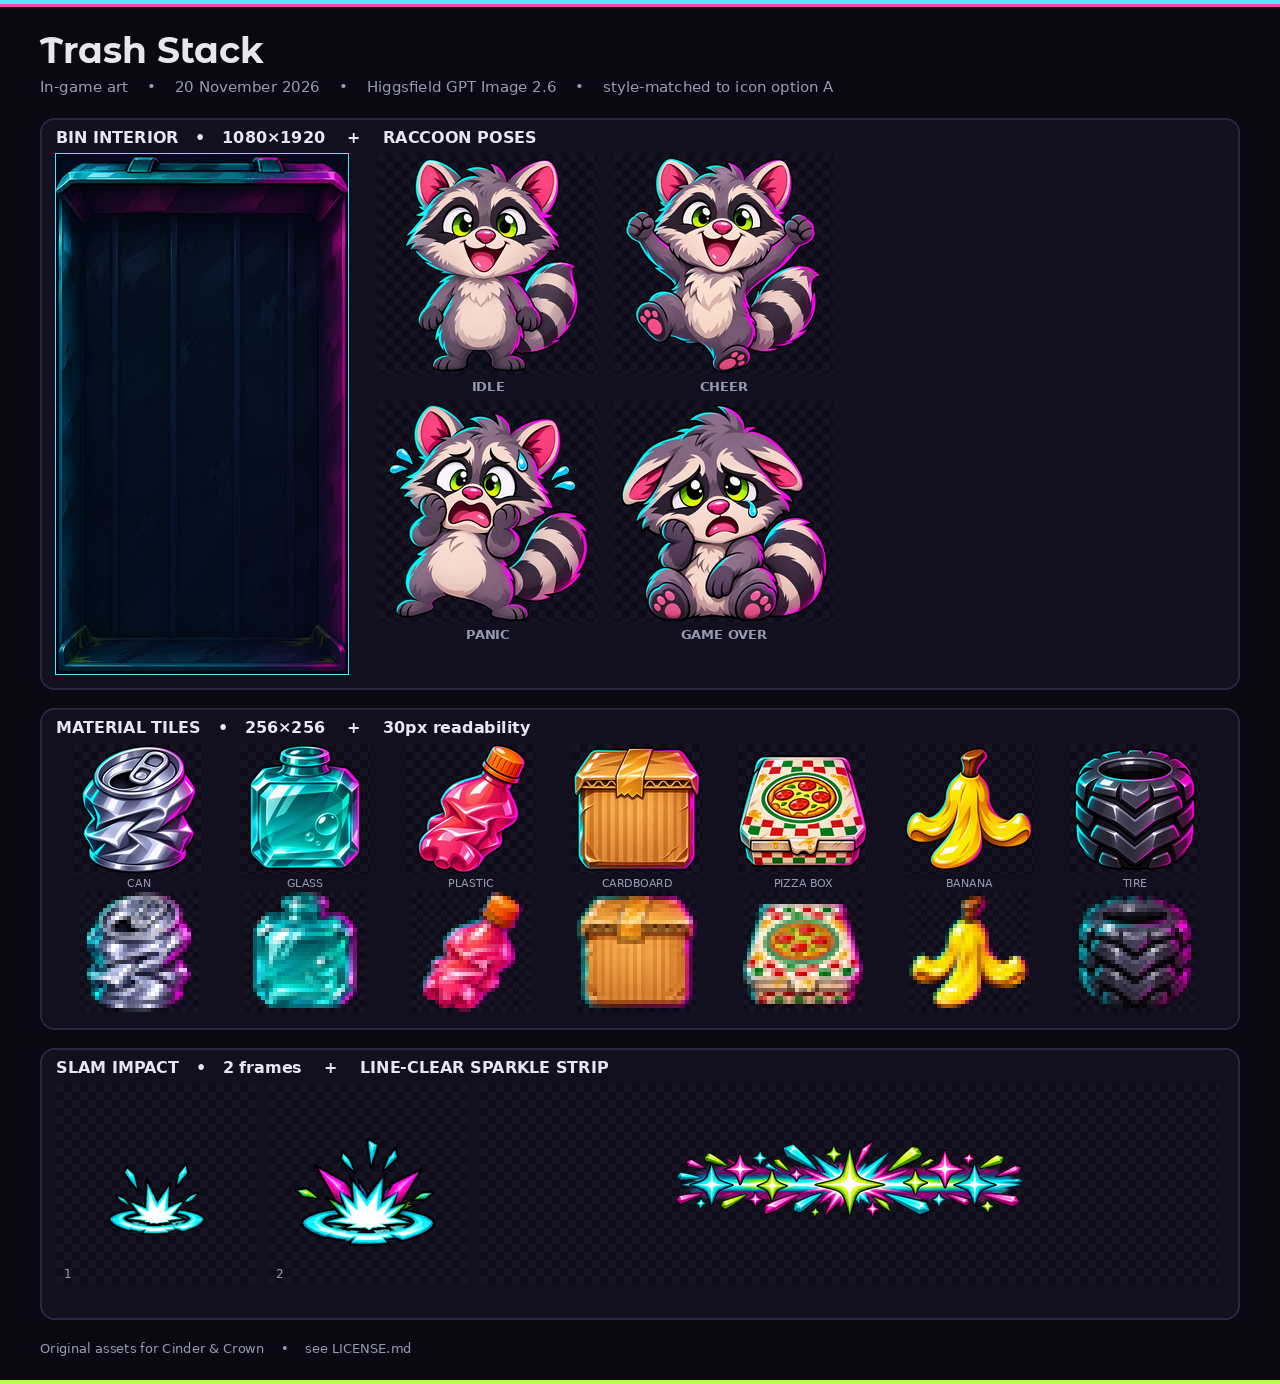 Trash Stack
In-game art • 20 November 2026 • Higgsfield GPT Image 2.6 • style-matched to icon option A
BIN INTERIOR • 1080×1920 + RACCOON POSES
IDLE
CHEER
PANIC
GAME OVER
MATERIAL TILES • 256×256 + 30px readability
CAN
GLASS
PLASTIC
CARDBOARD
PIZZA BOX
BANANA
TIRE
SLAM IMPACT • 2 frames + LINE-CLEAR SPARKLE STRIP
1
2
Original assets for Cinder & Crown • see LICENSE.md